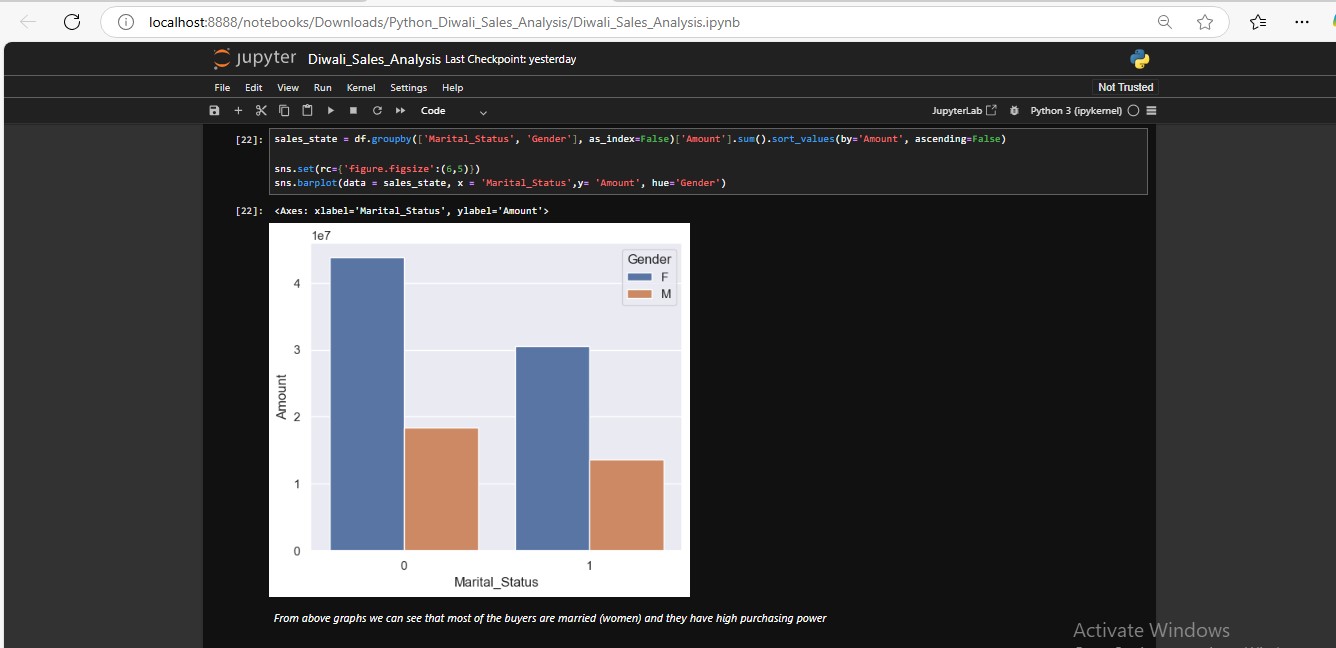 localhost:8888/notebooks/Downloads/Python_Diwali_Sales_Analysis/Diwali_Sales_Analysis.ipynb
jupyter Diwali_Sales_Analysis Last Checkpoint: yesterday
File Edit View Run Kernel Settings Help Not Trusted
Code JupyterLab Python 3 (ipykernel)
[22]: sales_state = df.groupby(['Marital_Status', 'Gender'], as_index=False)['Amount'].sum().sort_values(by='Amount', ascending=False)
sns.set(rc={'figure.figsize':(6,5)})
sns.barplot(data = sales_state, x = 'Marital_Status',y= 'Amount', hue='Gender')
[22]: <Axes: xlabel='Marital_Status', ylabel='Amount'>
1e7
Gender
F
M
4
3
2
1
0
Amount
0 1
Marital_Status
From above graphs we can see that most of the buyers are married (women) and they have high purchasing power
Activate Windows